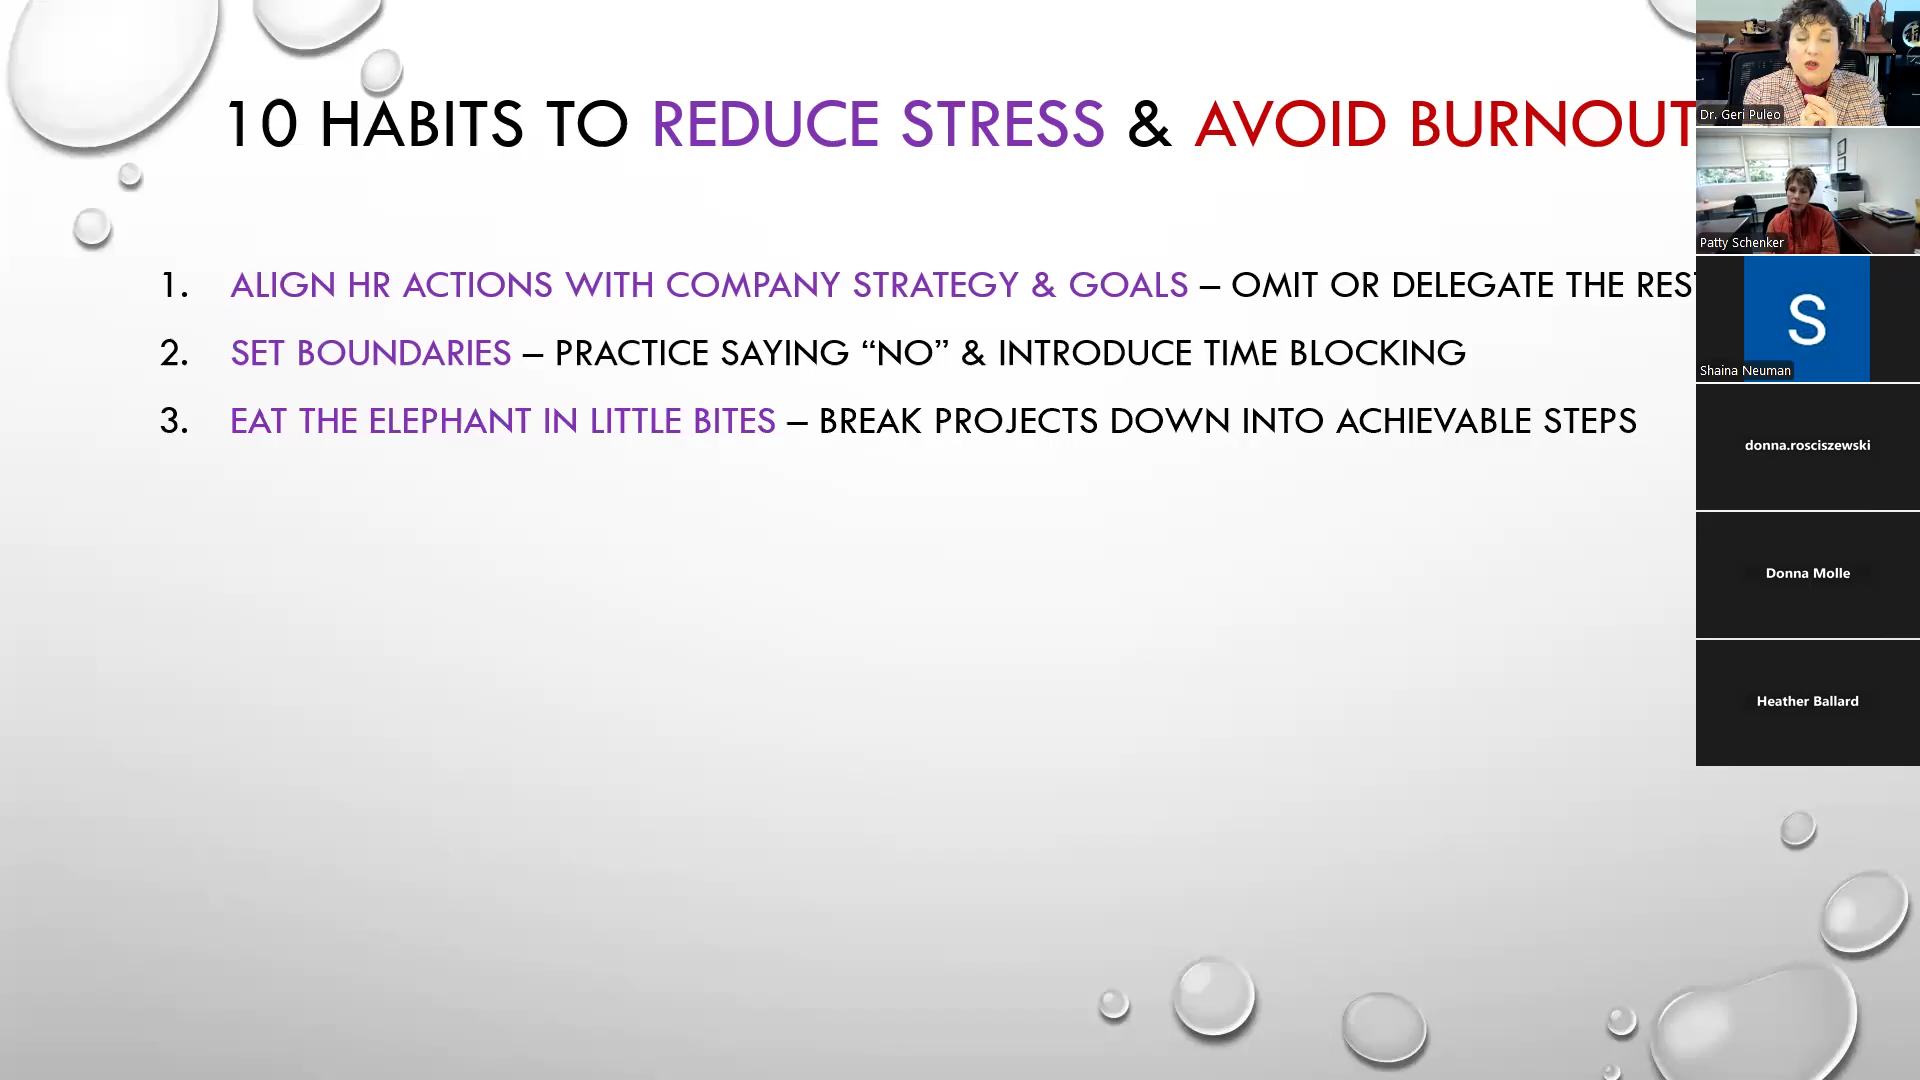 10 HABITS TO REDUCE STRESS & AVOID BURNOUT
1. ALIGN HR ACTIONS WITH COMPANY STRATEGY & GOALS – OMIT OR DELEGATE THE REST
2. SET BOUNDARIES – PRACTICE SAYING “NO” & INTRODUCE TIME BLOCKING
3. EAT THE ELEPHANT IN LITTLE BITES – BREAK PROJECTS DOWN INTO ACHIEVABLE STEPS
Dr. Geri Puleo
Patty Schenker
S
Shaina Neuman
donna.rosciszewski
Donna Molle
Heather Ballard